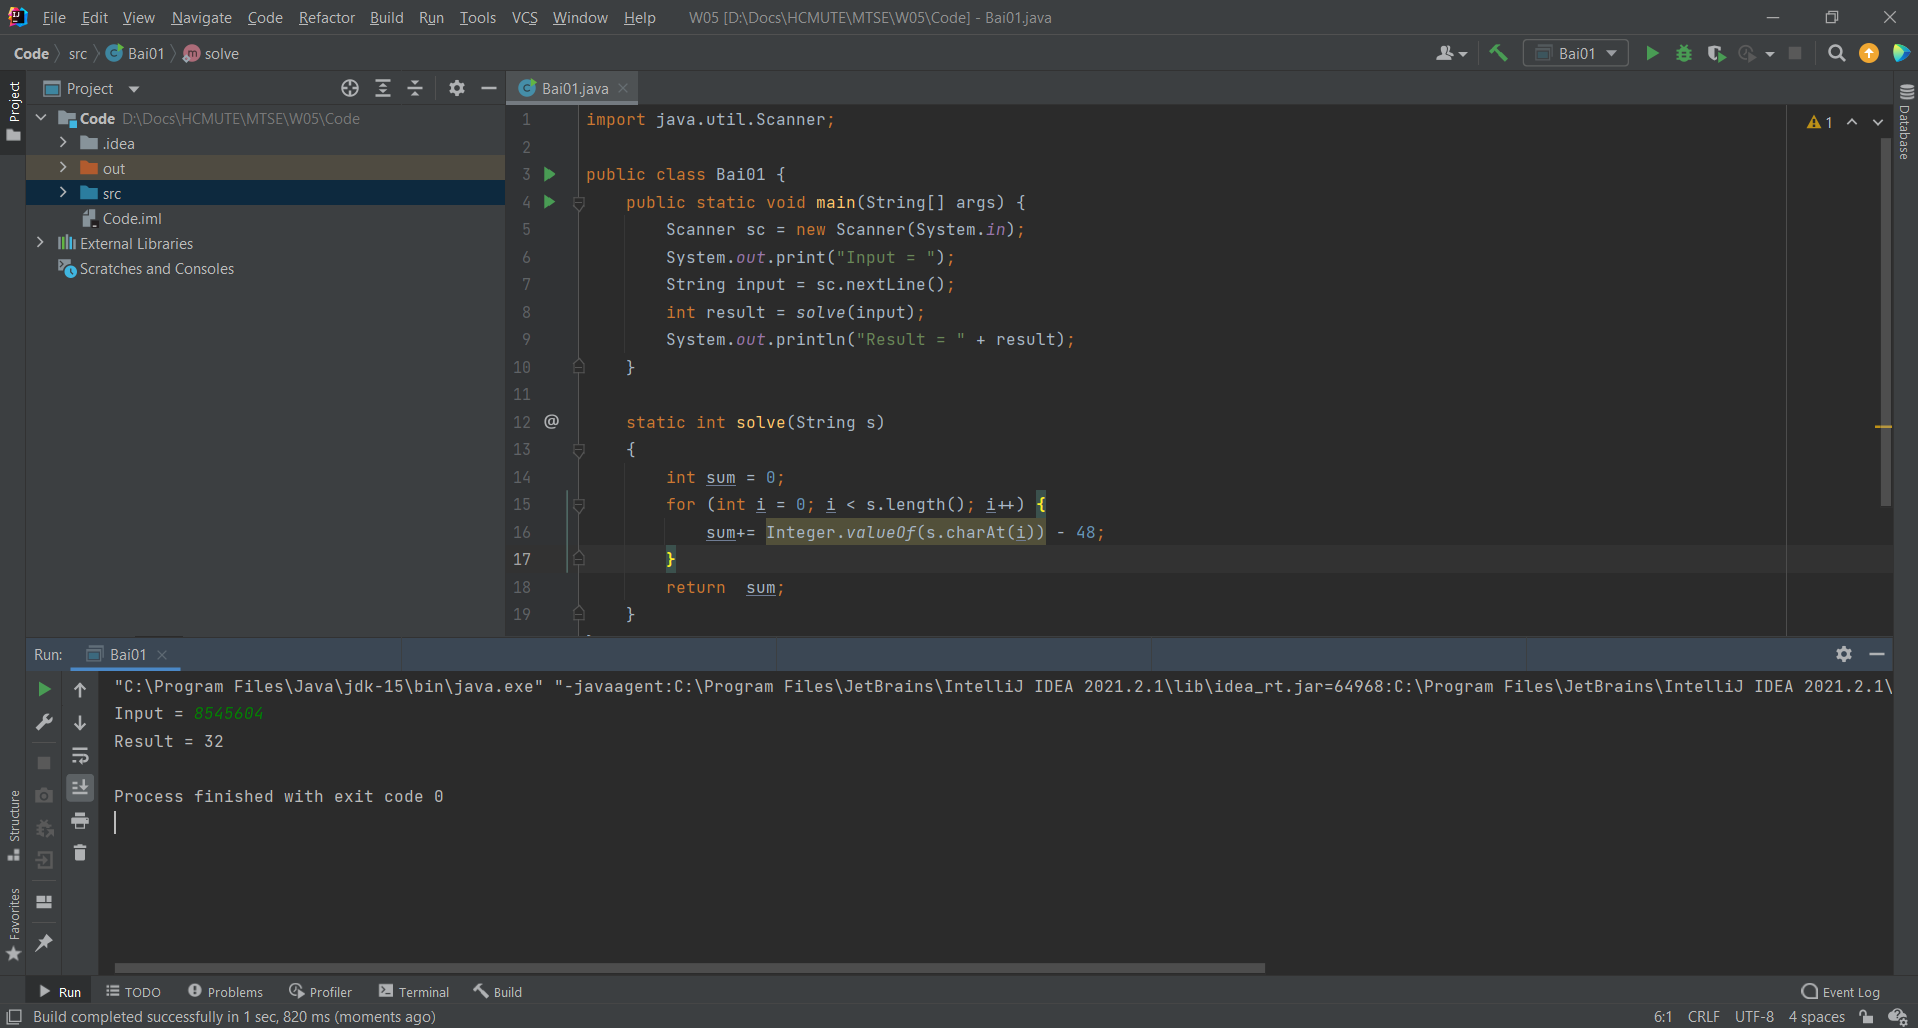 File Edit View Navigate Code Refactor Build Run Tools VCS Window Help W05 [D:\Docs\HCMUTE\MTSE\W05\Code] - Bai01.java
Code src Bai01 m solve Bai01
Project
Project Bai01.java
Code D:\Docs\HCMUTE\MTSE\W05\Code
.idea
out
src
Code.iml
External Libraries
Scratches and Consoles
1 import java.util.Scanner;
2
3 public class Bai01 {
4 public static void main(String[] args) {
5 Scanner sc = new Scanner(System.in);
6 System.out.print("Input = ");
7 String input = sc.nextLine();
8 int result = solve(input);
9 System.out.println("Result = " + result);
10 }
11
12 @ static int solve(String s)
13 {
14 int sum = 0;
15 for (int i = 0; i < s.length(); i++) {
16 sum+= Integer.valueOf(s.charAt(i)) - 48;
17 }
18 return sum;
19 }
1
Database
Run: Bai01
"C:\Program Files\Java\jdk-15\bin\java.exe" "-javaagent:C:\Program Files\JetBrains\IntelliJ IDEA 2021.2.1\lib\idea_rt.jar=64968:C:\Program Files\JetBrains\IntelliJ IDEA 2021.2.1\
Input = 8545604
Result = 32
Process finished with exit code 0
Structure
Favorites
Run TODO Problems Profiler Terminal Build Event Log
Build completed successfully in 1 sec, 820 ms (moments ago) 6:1 CRLF UTF-8 4 spaces